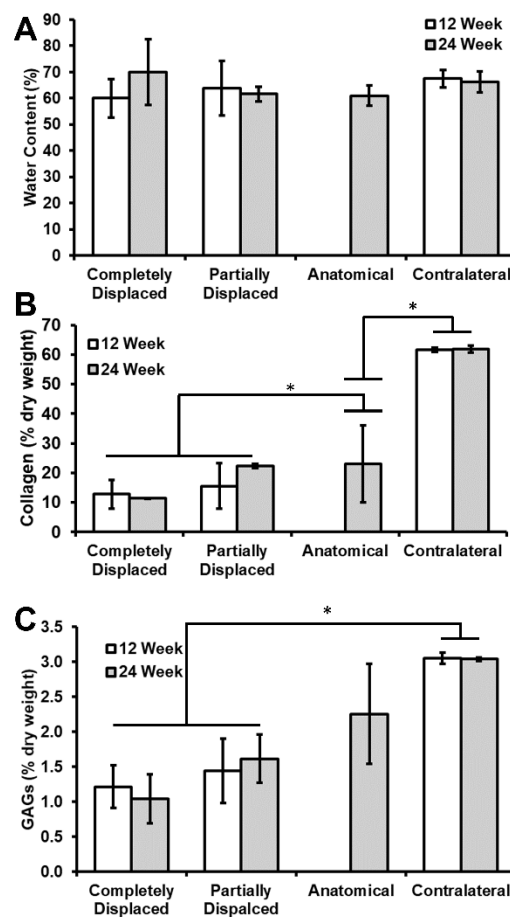 A
Water Content (%)
90
80
70
60
50
40
30
20
10
0
12 Week
24 Week
Completely
Displaced
Partially
Displaced
Anatomical
Contralateral
B
Collagen (% dry weight)
70
60
50
40
30
20
10
0
12 Week
24 Week
*
*
Completely
Displaced
Partially
Displaced
Anatomical
Contralateral
C
GAGs (% dry weight)
3.5
3.0
2.5
2.0
1.5
1.0
0.5
0.0
12 Week
24 Week
*
Completely
Displaced
Partially
Dispalced
Anatomical
Contralateral